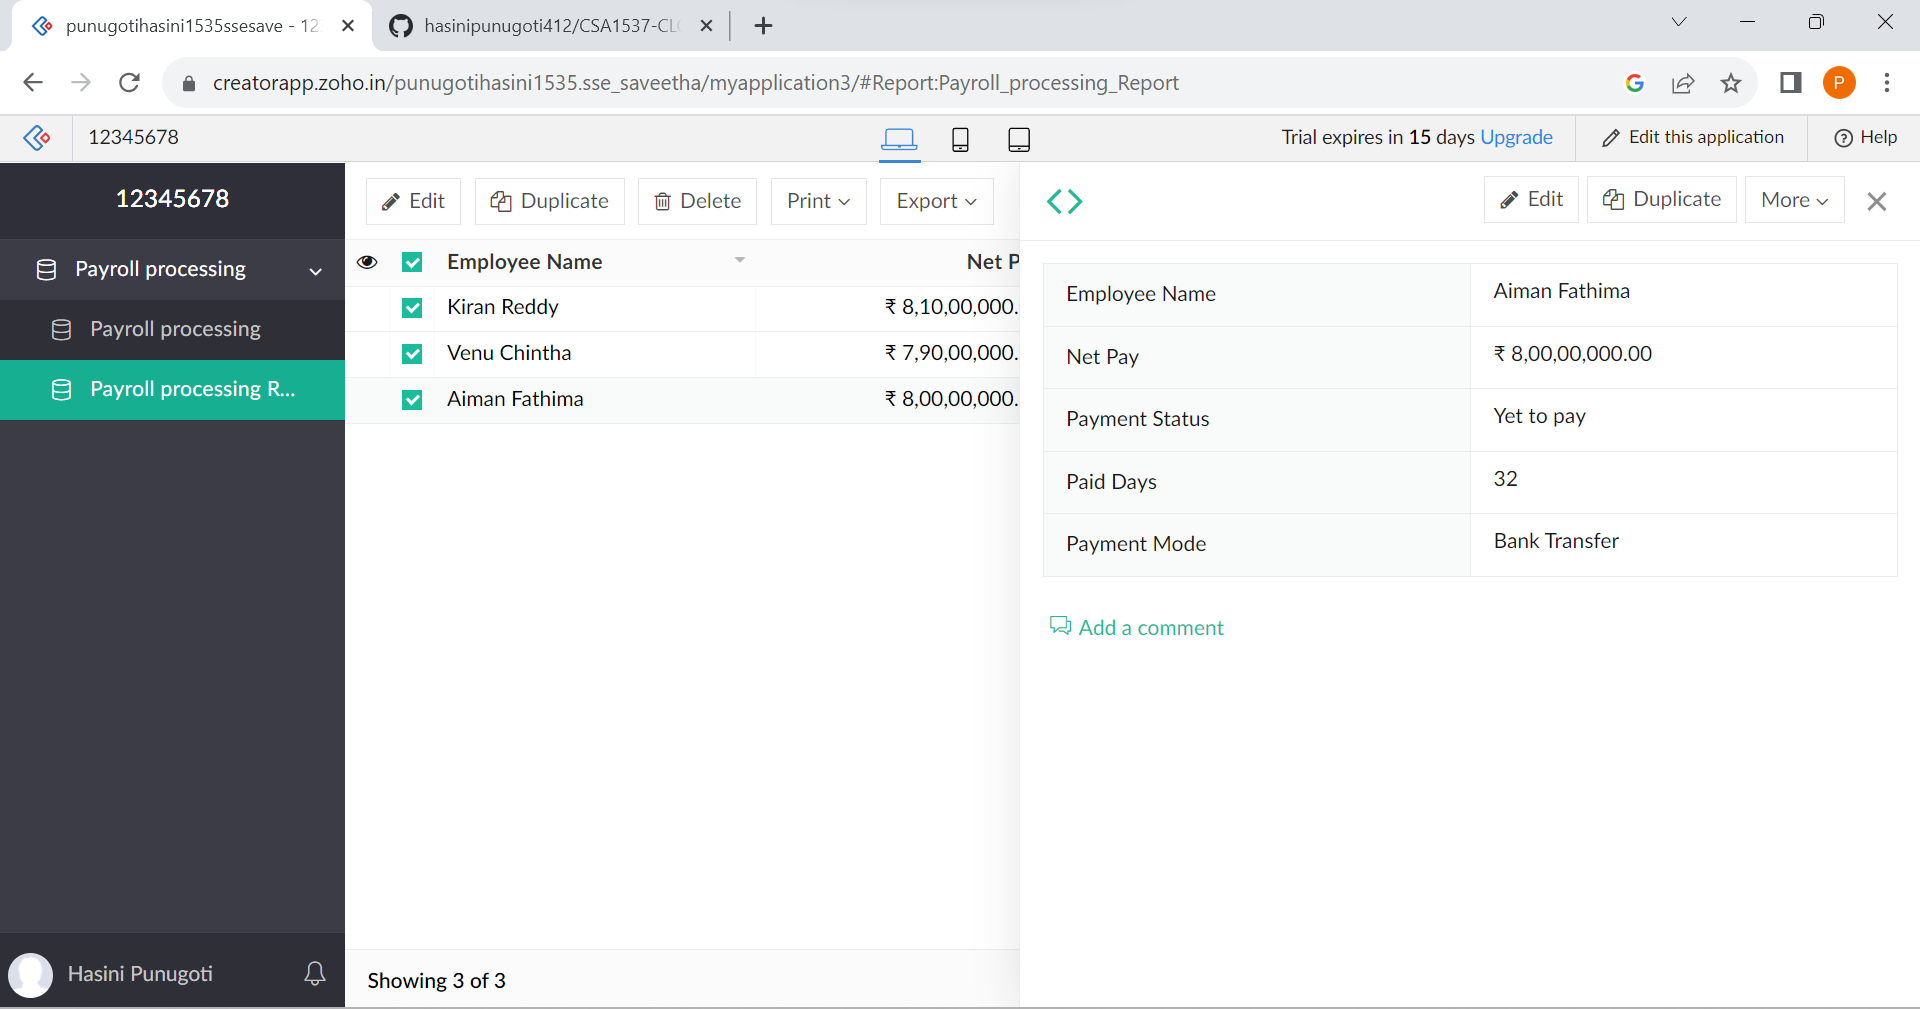 punugotihasini1535ssesave - 12
hasinipunugoti412/CSA1537-CL
creatorapp.zoho.in/punugotihasini1535.sse_saveetha/myapplication3/#Report:Payroll_processing_Report
P
12345678
Trial expires in 15 days Upgrade
Edit this application
Help
12345678
Payroll processing
Payroll processing
Payroll processing R...
Hasini Punugoti
Edit
Duplicate
Delete
Print
Export
Employee Name Net P
Kiran Reddy ₹ 8,10,00,000.
Venu Chintha ₹ 7,90,00,000.
Aiman Fathima ₹ 8,00,00,000.
Showing 3 of 3
Edit
Duplicate
More
Employee Name Aiman Fathima
Net Pay ₹ 8,00,00,000.00
Payment Status Yet to pay
Paid Days 32
Payment Mode Bank Transfer
Add a comment